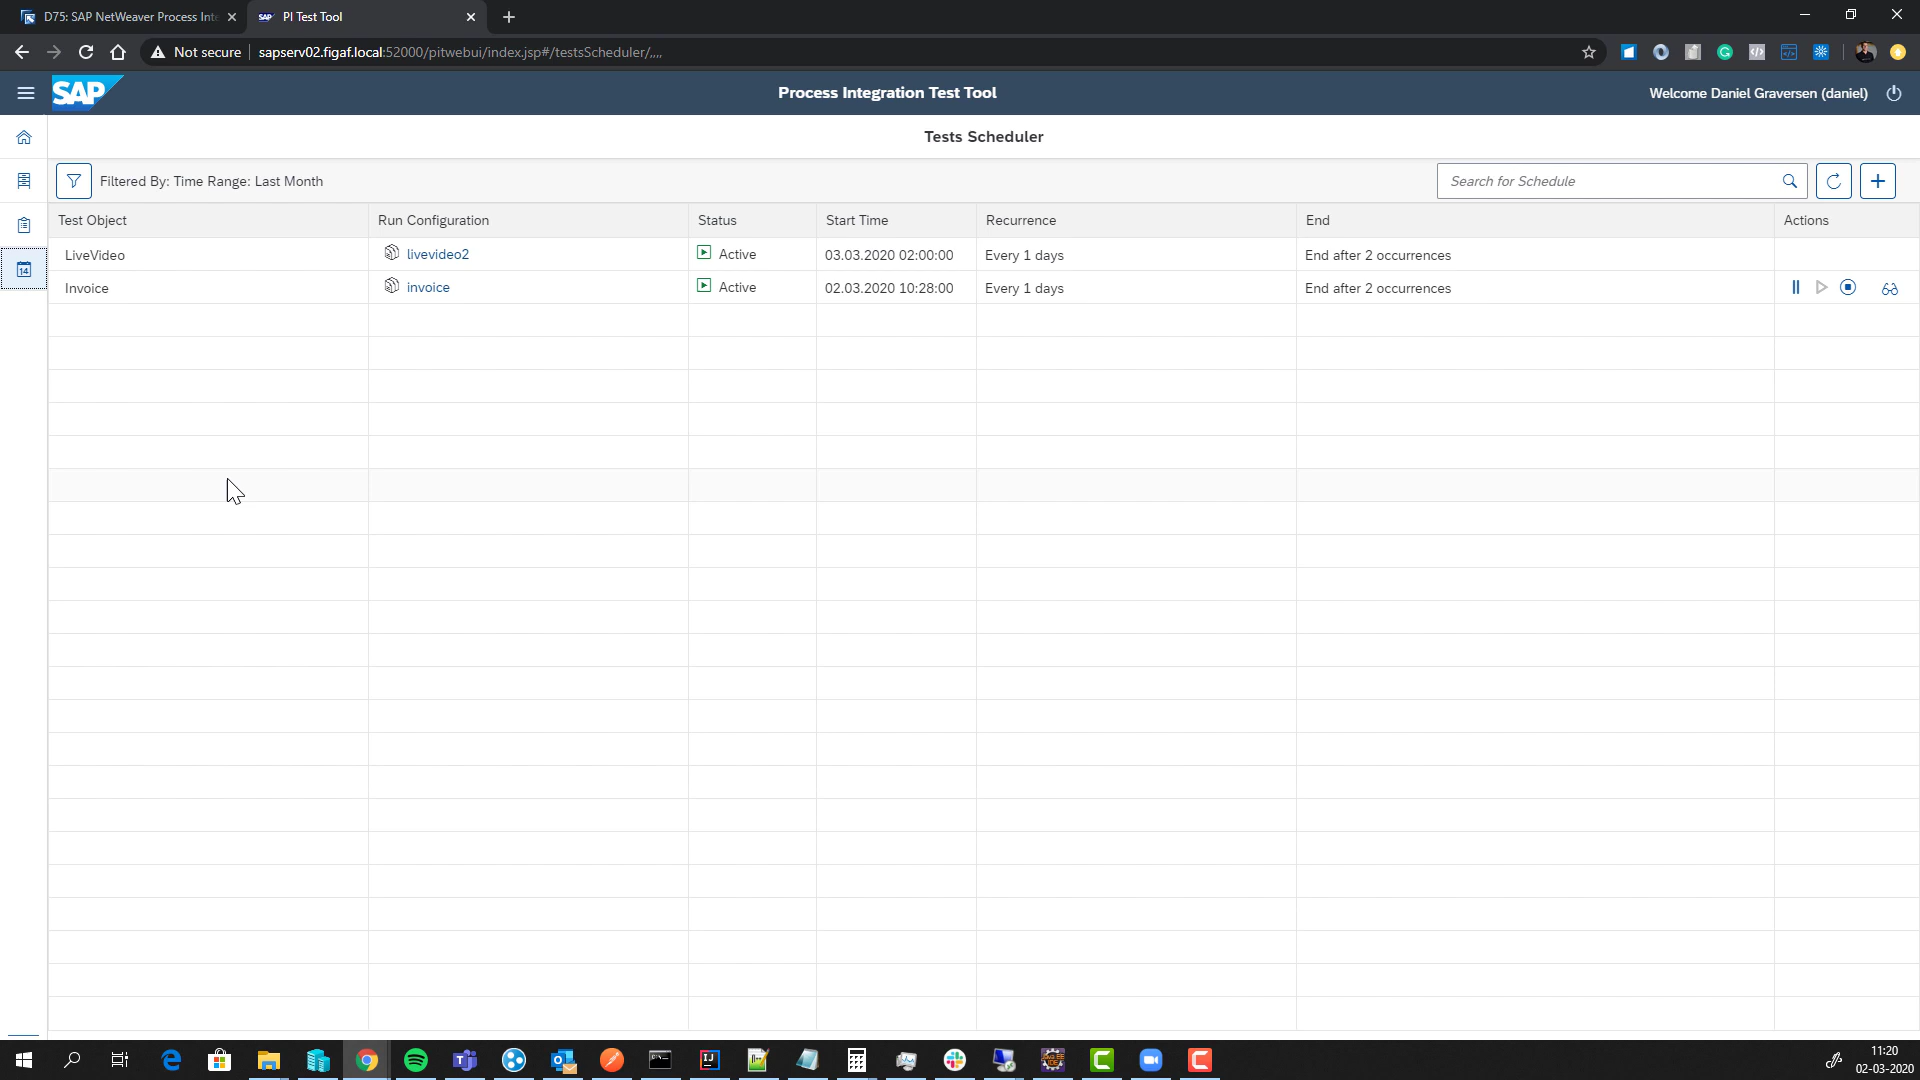 D75: SAP NetWeaver Process Inte
SAP PI Test Tool
Not secure sapserv02.figaf.local:52000/pitwebui/index.jsp#/testsScheduler/,,,,
SAP Process Integration Test Tool Welcome Daniel Graversen (daniel)
Tests Scheduler
Filtered By: Time Range: Last Month Search for Schedule
Test Object Run Configuration Status Start Time Recurrence End Actions
LiveVideo livevideo2 Active 03.03.2020 02:00:00 Every 1 days End after 2 occurrences
14
Invoice invoice Active 02.03.2020 10:28:00 Every 1 days End after 2 occurrences
11:20
02-03-2020